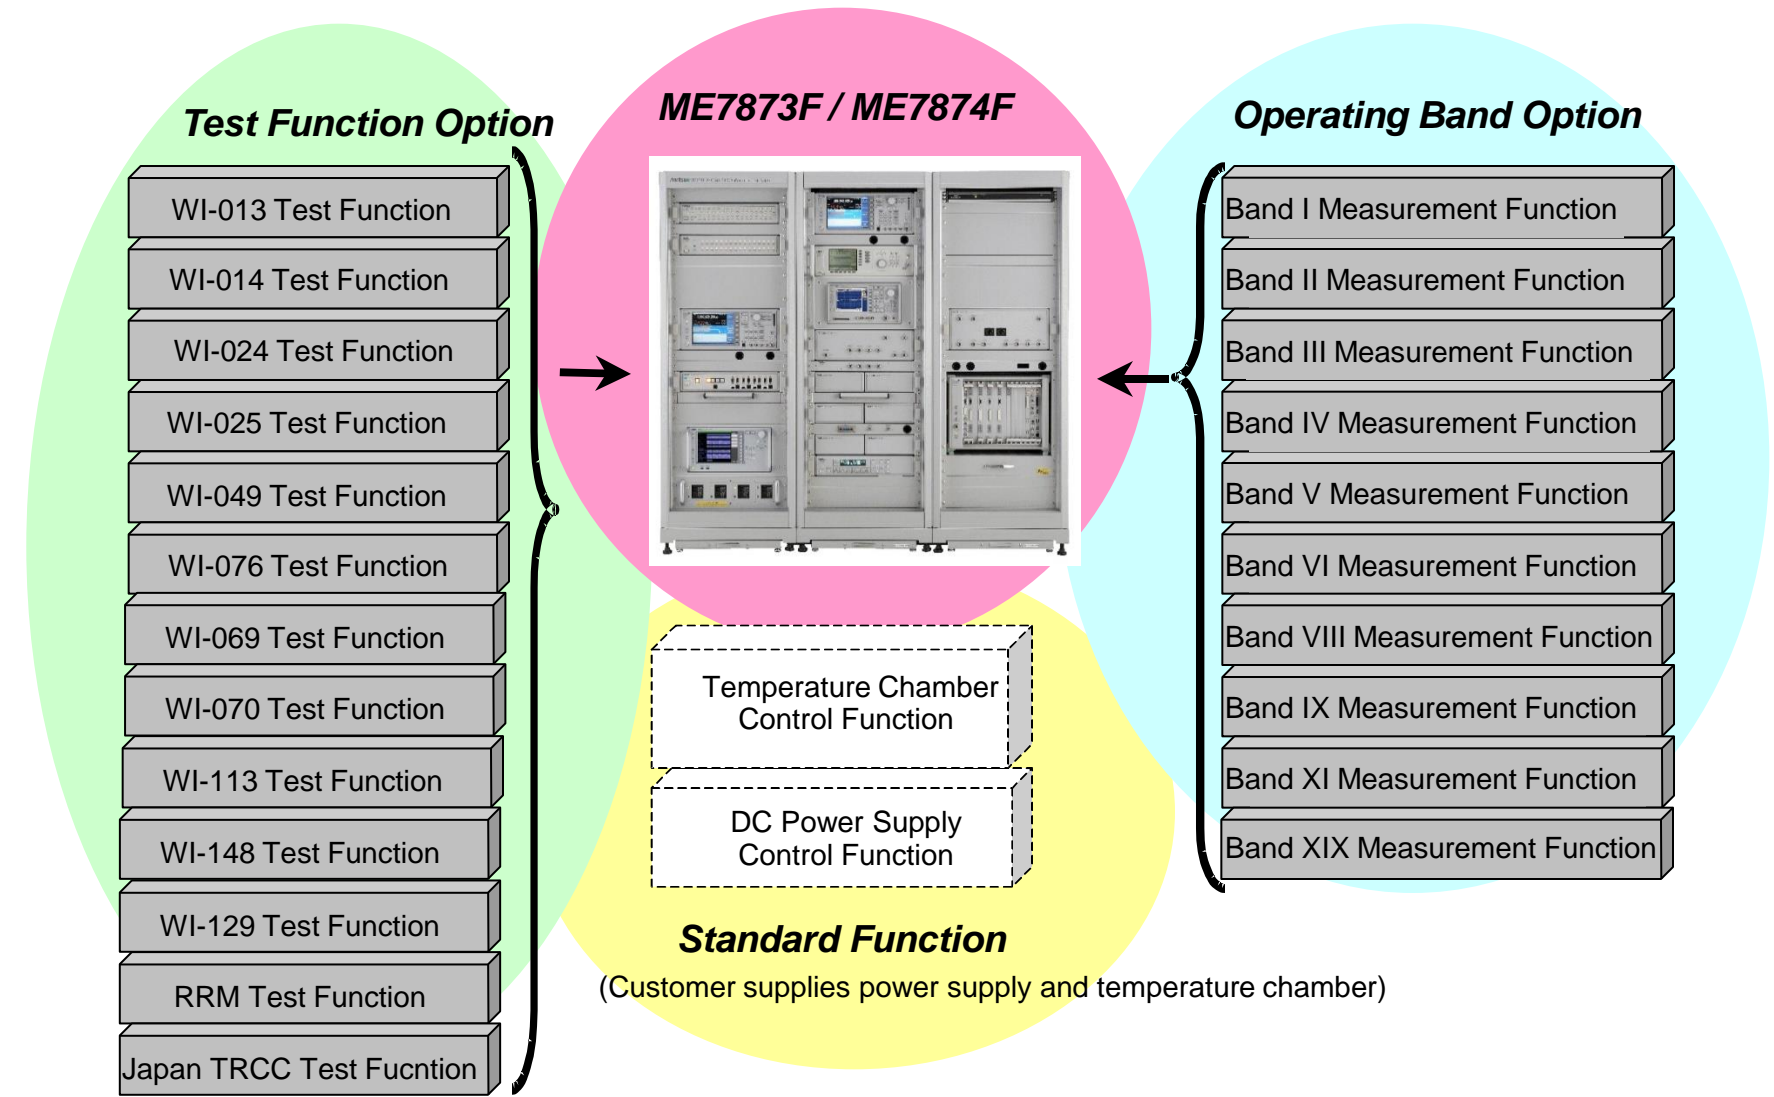 Test Function Option
WI-013 Test Function
WI-014 Test Function
WI-024 Test Function
WI-025 Test Function
WI-049 Test Function
WI-076 Test Function
WI-069 Test Function
WI-070 Test Function
WI-113 Test Function
WI-148 Test Function
WI-129 Test Function
RRM Test Function
Japan TRCC Test Fucntion
ME7873F / ME7874F
Temperature Chamber
Control Function
DC Power Supply
Control Function
Standard Function
(Customer supplies power supply and temperature chamber)
Operating Band Option
Band I Measurement Function
Band II Measurement Function
Band III Measurement Function
Band IV Measurement Function
Band V Measurement Function
Band VI Measurement Function
Band VIII Measurement Function
Band IX Measurement Function
Band XI Measurement Function
Band XIX Measurement Function